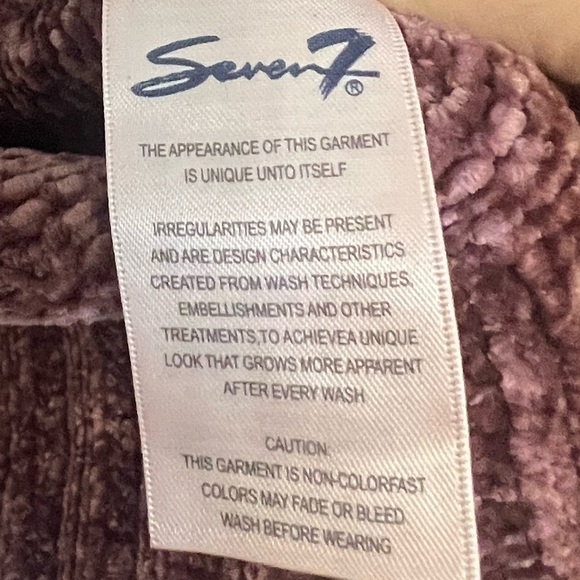 Seven7®
THE APPEARANCE OF THIS GARMENT
IS UNIQUE UNTO ITSELF
IRREGULARITIES MAY BE PRESENT
AND ARE DESIGN CHARACTERISTICS
CREATED FROM WASH TECHNIQUES,
EMBELLISHMENTS AND OTHER
TREATMENTS,TO ACHIEVEA UNIQUE
LOOK THAT GROWS MORE APPARENT
AFTER EVERY WASH
CAUTION:
THIS GARMENT IS NON-COLORFAST
COLORS MAY FADE OR BLEED
WASH BEFORE WEARING